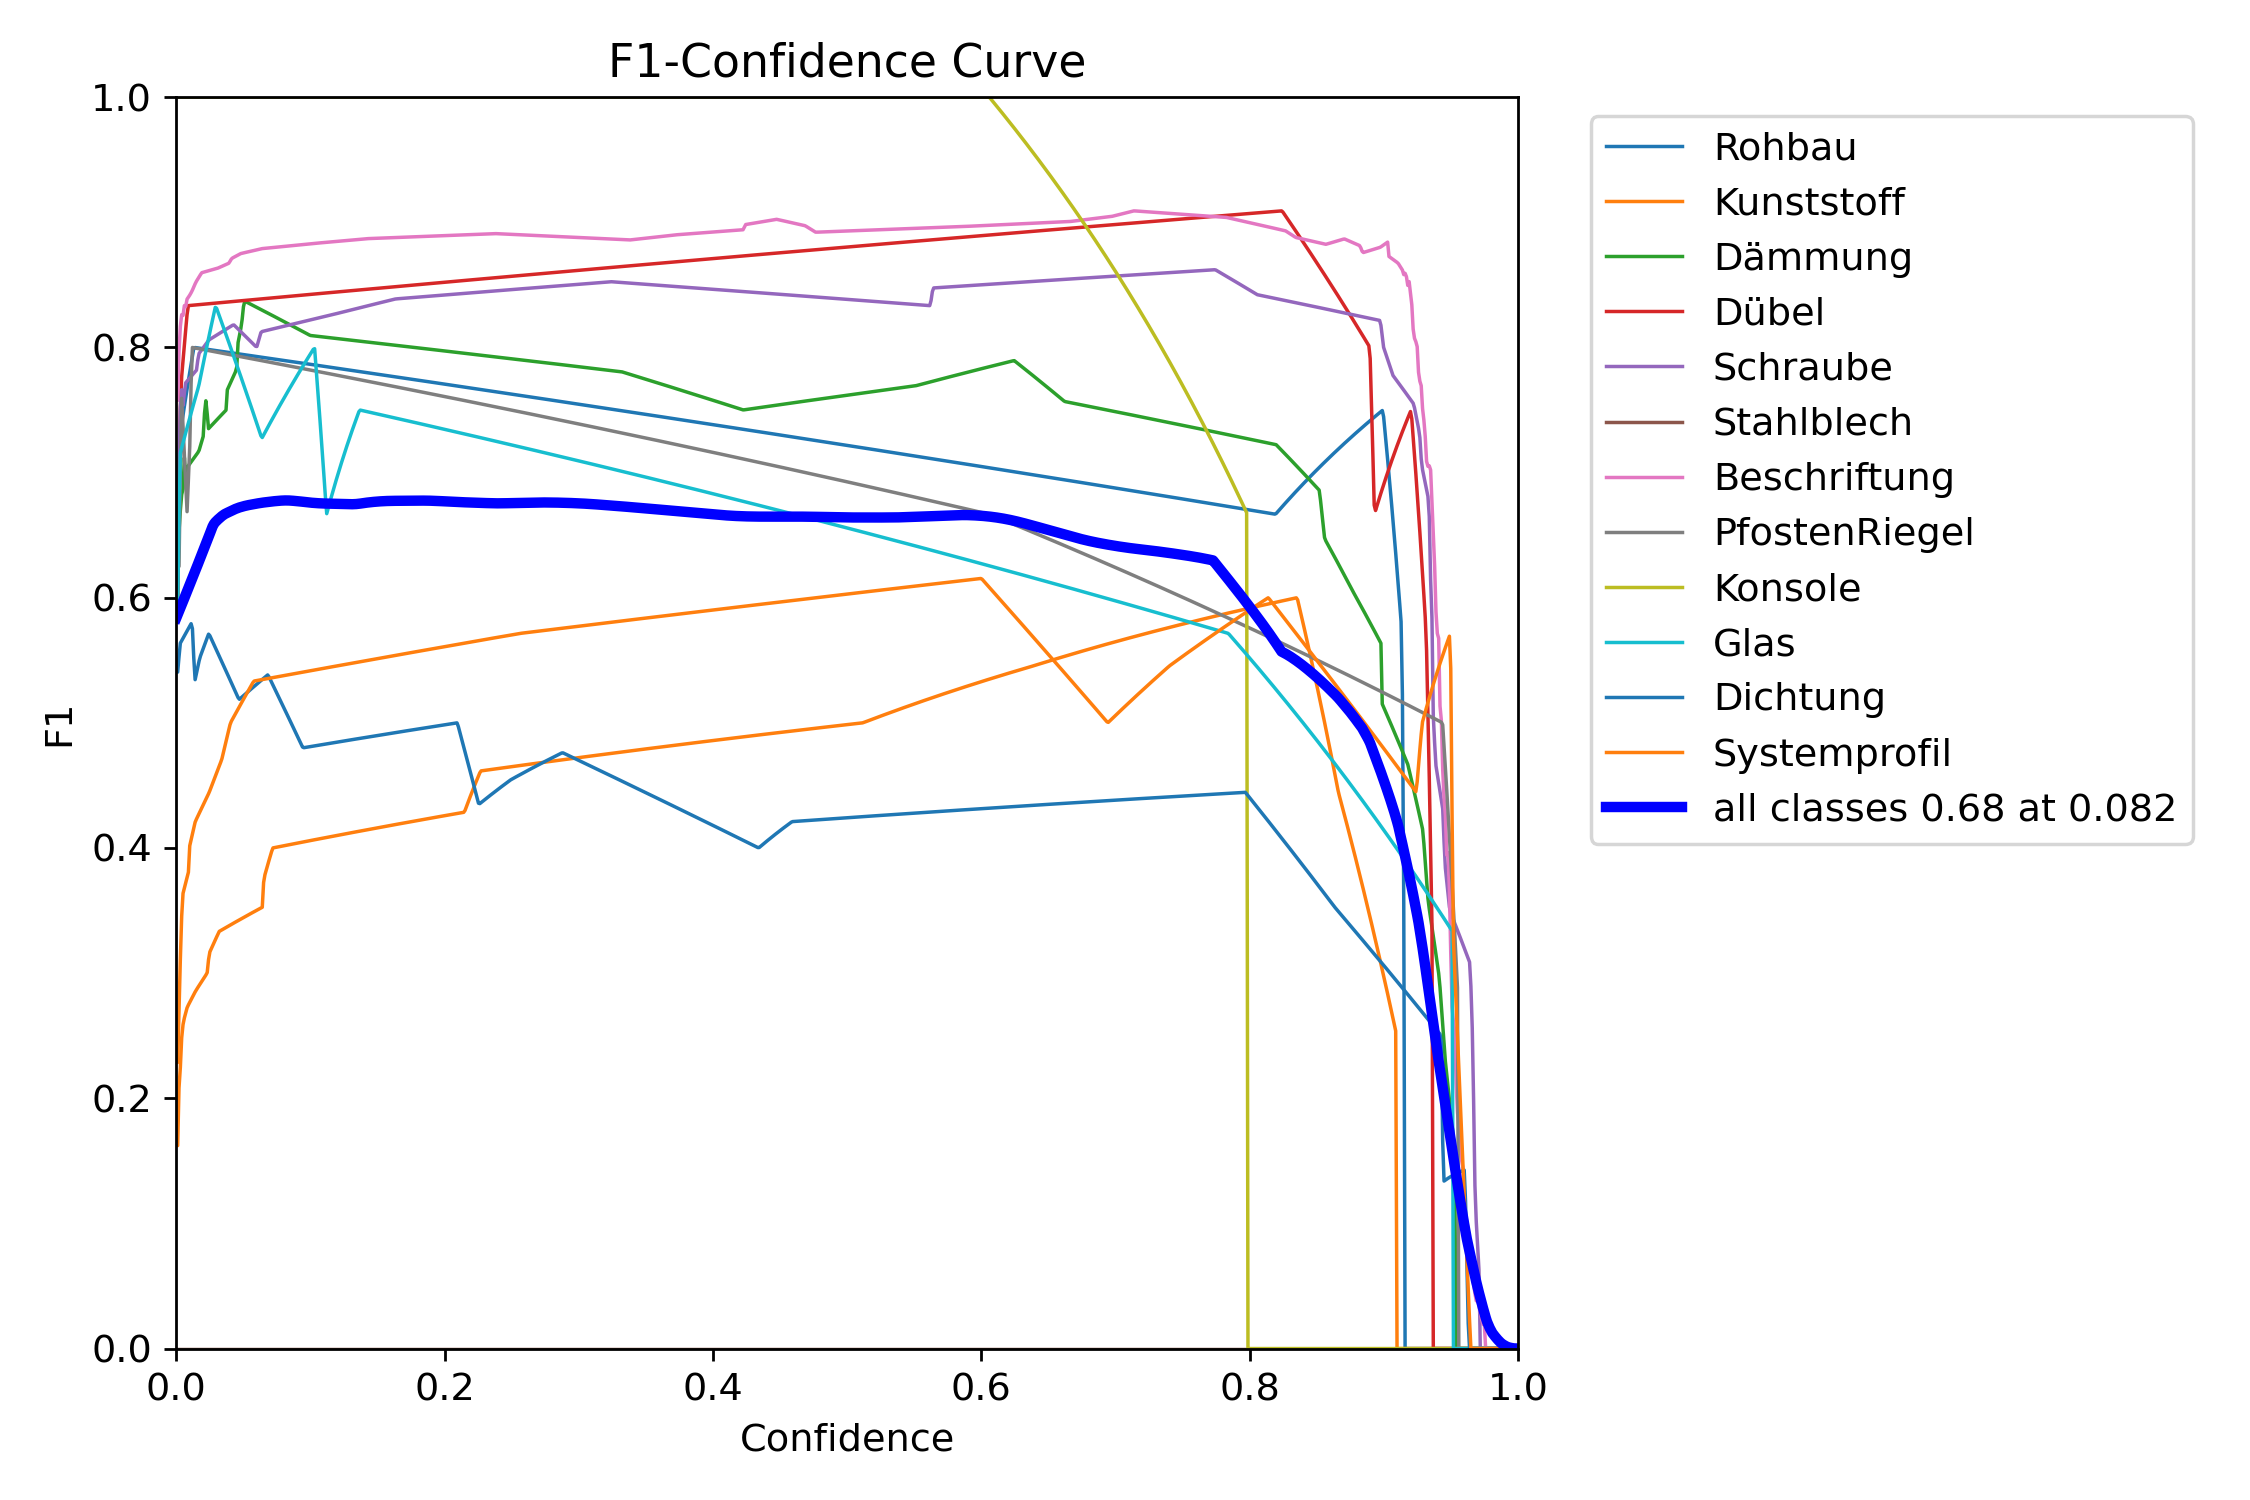 F1-Confidence Curve
1.0
0.8
0.6
0.4
0.2
0.0
F1
0.0 0.2 0.4 0.6 0.8 1.0
Confidence
Rohbau
Kunststoff
Dämmung
Dübel
Schraube
Stahlblech
Beschriftung
PfostenRiegel
Konsole
Glas
Dichtung
Systemprofil
all classes 0.68 at 0.082